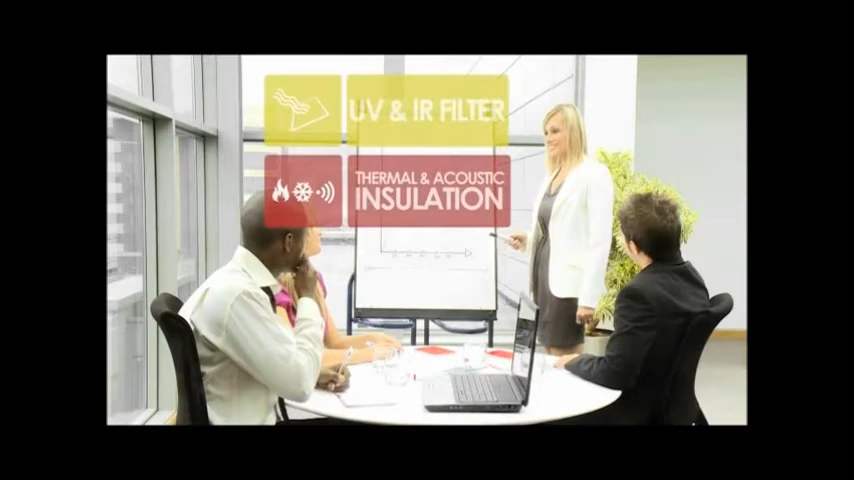 UV & IR FILTER
THERMAL & ACOUSTIC
INSULATION